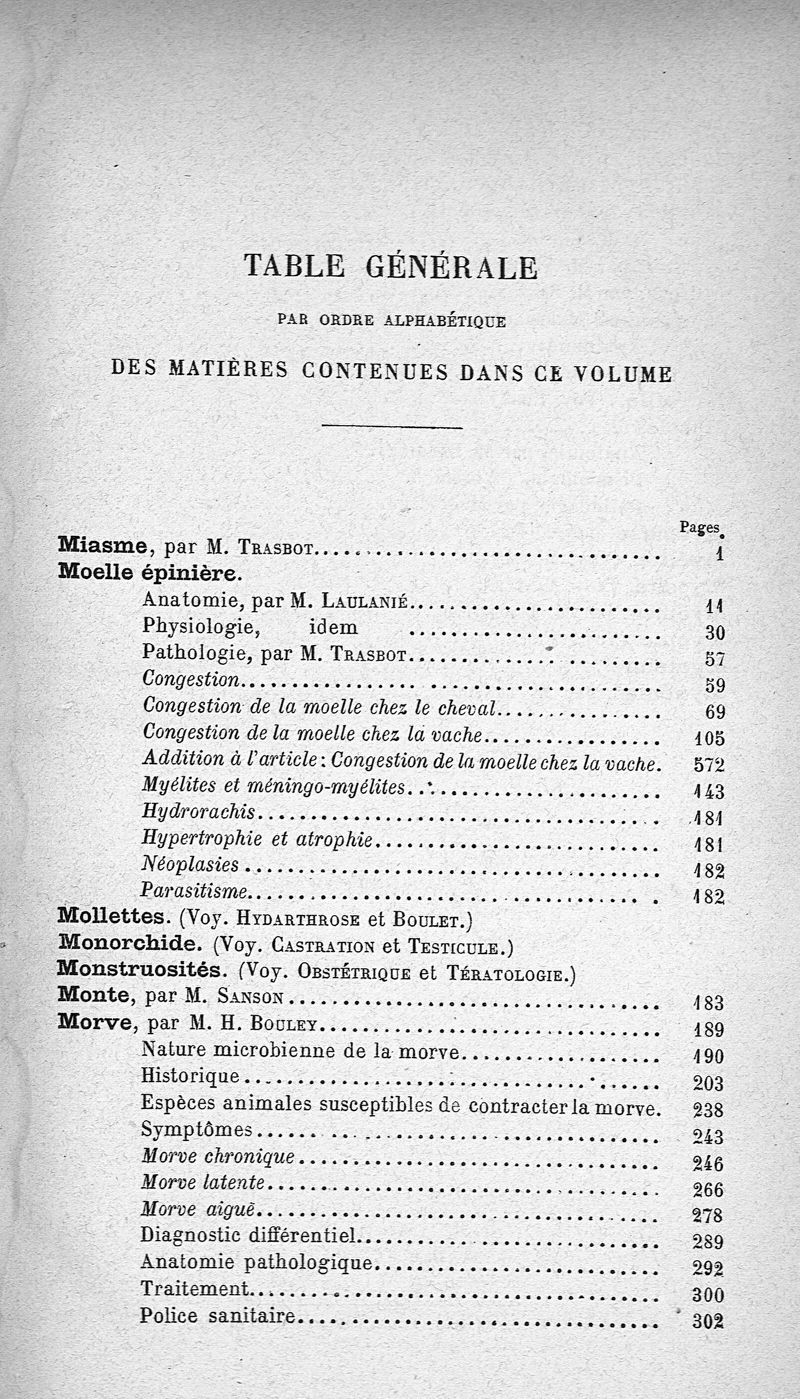 TABLE GÉNÉRALE
PAR ORDRE ALPHABÉTIQUE
DES MATIÈRES CONTENUES DANS CE VOLUME
Pages.
Miasme, par M. TRASBOT........................................ 1
Moelle épinière.
Anatomie, par M. LAULANIÉ........................ 11
Physiologie, idem ........................ 30
Pathologie, par M. TRASBOT........................ 57
Congestion........................................ 59
Congestion de la moelle chez le cheval................ 69
Congestion de la moelle chez la vache................ 105
Addition à l'article: Congestion de la moelle chez la vache. 572
Myélites et méningo-myélites........................ 143
Hydrorachis........................................ 181
Hypertrophie et atrophie............................ 181
Néoplasies ........................................ 182
Parasitisme........................................ 182
Mollettes. (Voy. HYDARTHROSE et BOULET.)
Monorchide. (Voy. CASTRATION et TESTICULE.)
Monstruosités. (Voy. OBSTÉTRIQUE et TÉRATOLOGIE.)
Monte, par M. SANSON........................................ 183
Morve, par M. H. BOULEY........................................ 189
Nature microbienne de la morve.................... 190
Historique........................................ 203
Espèces animales susceptibles de contracter la morve. 238
Symptômes........................................ 243
Morve chronique.................................... 246
Morve latente........................................ 266
Morve aiguë........................................ 278
Diagnostic différentiel................................ 289
Anatomie pathologique............................ 292
Traitement........................................ 300
Police sanitaire.................................... 302